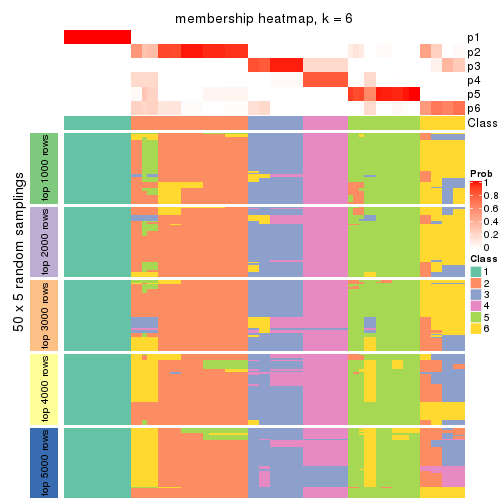 membership heatmap, k = 6
p1
p2
p3
p4
p5
p6
Class
50 x 5 random samplings
top 1000 rows
top 2000 rows
top 3000 rows
top 4000 rows
top 5000 rows
Prob
1
0.8
0.6
0.4
0.2
0
Class
1
2
3
4
5
6